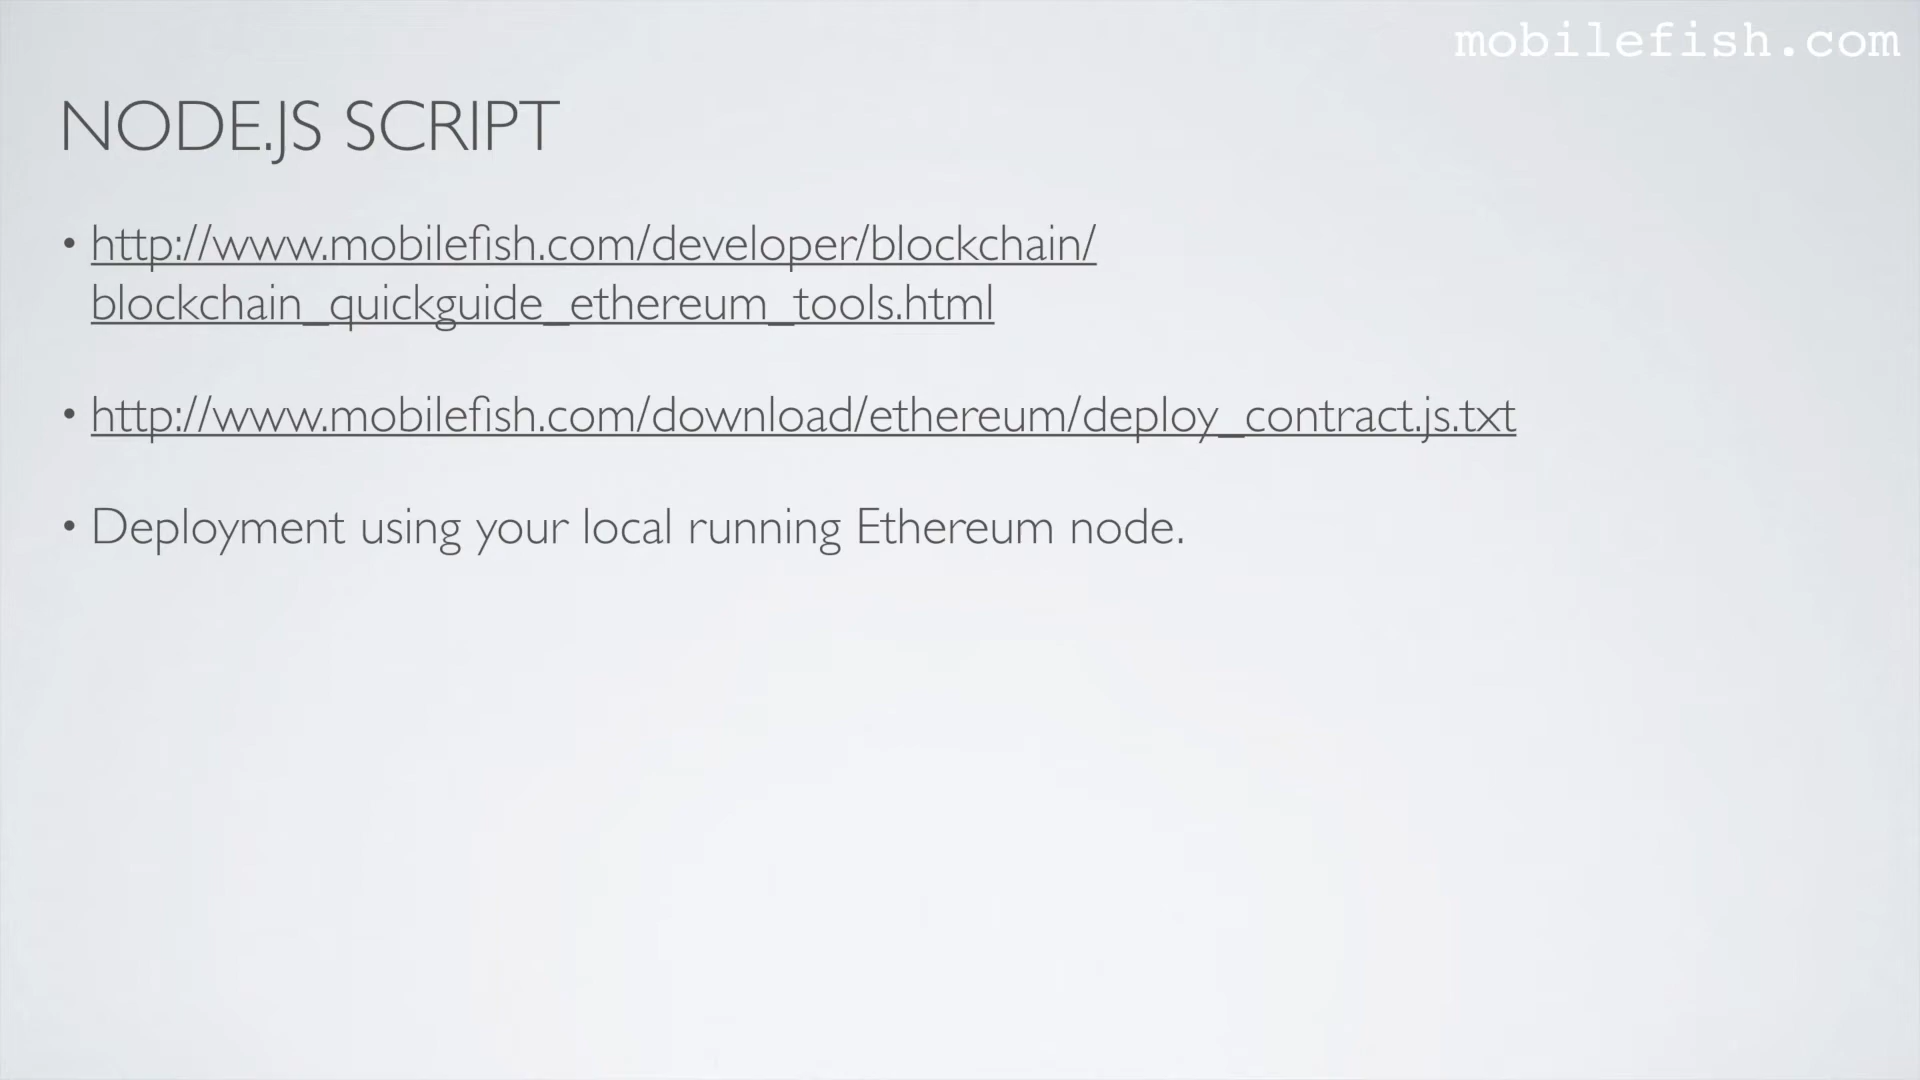 mobilefish.com
NODE.JS SCRIPT
• http://www.mobilefish.com/developer/blockchain/
blockchain_quickguide_ethereum_tools.html
• http://www.mobilefish.com/download/ethereum/deploy_contract.js.txt
• Deployment using your local running Ethereum node.